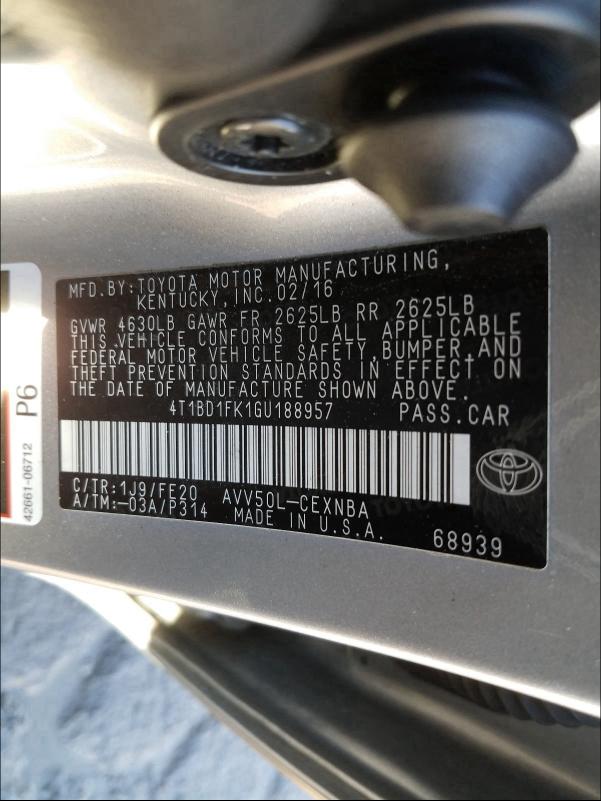 MFD.BY:TOYOTA MOTOR MANUFACTURING,
KENTUCKY, INC.02/16
GVWR 4630LB GAWR FR 2625LB RR 2625LB
THIS VEHICLE CONFORMS TO ALL APPLICABLE
FEDERAL MOTOR VEHICLE SAFETY,BUMPER,AND
THEFT PREVENTION STANDARDS IN EFFECT ON
THE DATE OF MANUFACTURE SHOWN ABOVE.
4T1BD1FK1GU188957 PASS.CAR
C/TR:1J9/FE20 AVV50L-CEXNBA
A/TM:-03A/P314 MADE IN U.S.A.
68939
P6
42661-06712